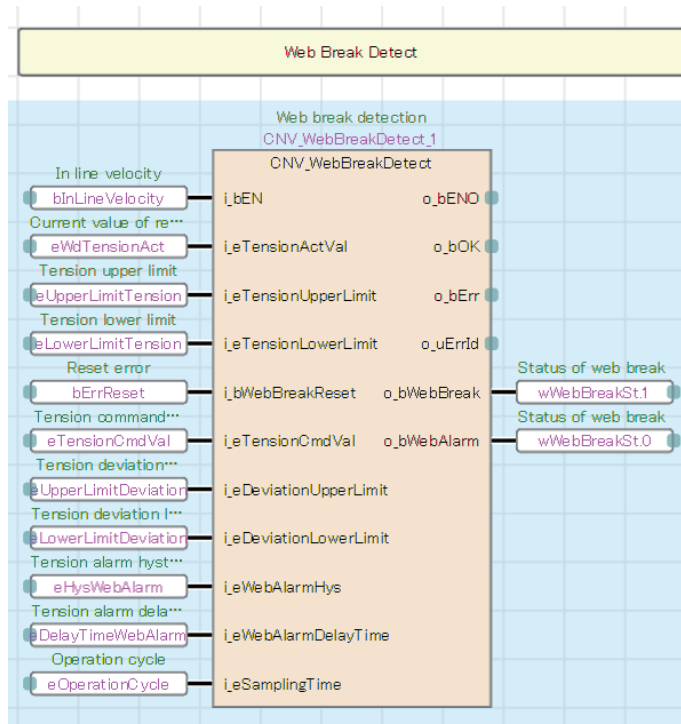 Web Break Detect
Web break detection
CNV_WebBreakDetect_1
CNV_WebBreakDetect
In line velocity
bInLineVelocity
i_bEN
o_bENO
Current value of re…
eWdTensionAct
i_eTensionActVal
o_bOK
Tension upper limit
eUpperLimitTension
i_eTensionUpperLimit
o_bErr
Tension lower limit
eLowerLimitTension
i_eTensionLowerLimit
o_uErrId
Reset error
bErrReset
i_bWebBreakReset
o_bWebBreak
Status of web break
wWebBreakSt.1
Tension command…
eTensionCmdVal
i_eTensionCmdVal
o_bWebAlarm
Status of web break
wWebBreakSt.0
Tension deviation…
eUpperLimitDeviation
i_eDeviationUpperLimit
Tension deviation l…
eLowerLimitDeviation
i_eDeviationLowerLimit
Tension alarm hyst…
eHysWebAlarm
i_eWebAlarmHys
Tension alarm dela…
eDelayTimeWebAlarm
i_eWebAlarmDelayTime
Operation cycle
eOperationCycle
i_eSamplingTime